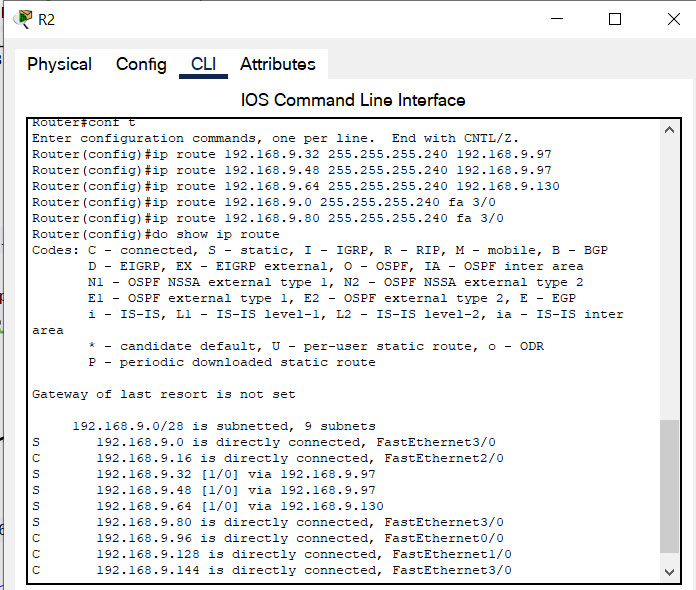 R2
Physical Config CLI Attributes
IOS Command Line Interface
Router#conf t
Enter configuration commands, one per line.  End with CNTL/Z.
Router(config)#ip route 192.168.9.32 255.255.255.240 192.168.9.97
Router(config)#ip route 192.168.9.48 255.255.255.240 192.168.9.97
Router(config)#ip route 192.168.9.64 255.255.255.240 192.168.9.130
Router(config)#ip route 192.168.9.0 255.255.255.240 fa 3/0
Router(config)#ip route 192.168.9.80 255.255.255.240 fa 3/0
Router(config)#do show ip route
Codes: C - connected, S - static, I - IGRP, R - RIP, M - mobile, B - BGP
       D - EIGRP, EX - EIGRP external, O - OSPF, IA - OSPF inter area
       N1 - OSPF NSSA external type 1, N2 - OSPF NSSA external type 2
       E1 - OSPF external type 1, E2 - OSPF external type 2, E - EGP
       i - IS-IS, L1 - IS-IS level-1, L2 - IS-IS level-2, ia - IS-IS inter
area
       * - candidate default, U - per-user static route, o - ODR
       P - periodic downloaded static route
Gateway of last resort is not set
     192.168.9.0/28 is subnetted, 9 subnets
S       192.168.9.0 is directly connected, FastEthernet3/0
C       192.168.9.16 is directly connected, FastEthernet2/0
S       192.168.9.32 [1/0] via 192.168.9.97
S       192.168.9.48 [1/0] via 192.168.9.97
S       192.168.9.64 [1/0] via 192.168.9.130
S       192.168.9.80 is directly connected, FastEthernet3/0
C       192.168.9.96 is directly connected, FastEthernet0/0
C       192.168.9.128 is directly connected, FastEthernet1/0
C       192.168.9.144 is directly connected, FastEthernet3/0